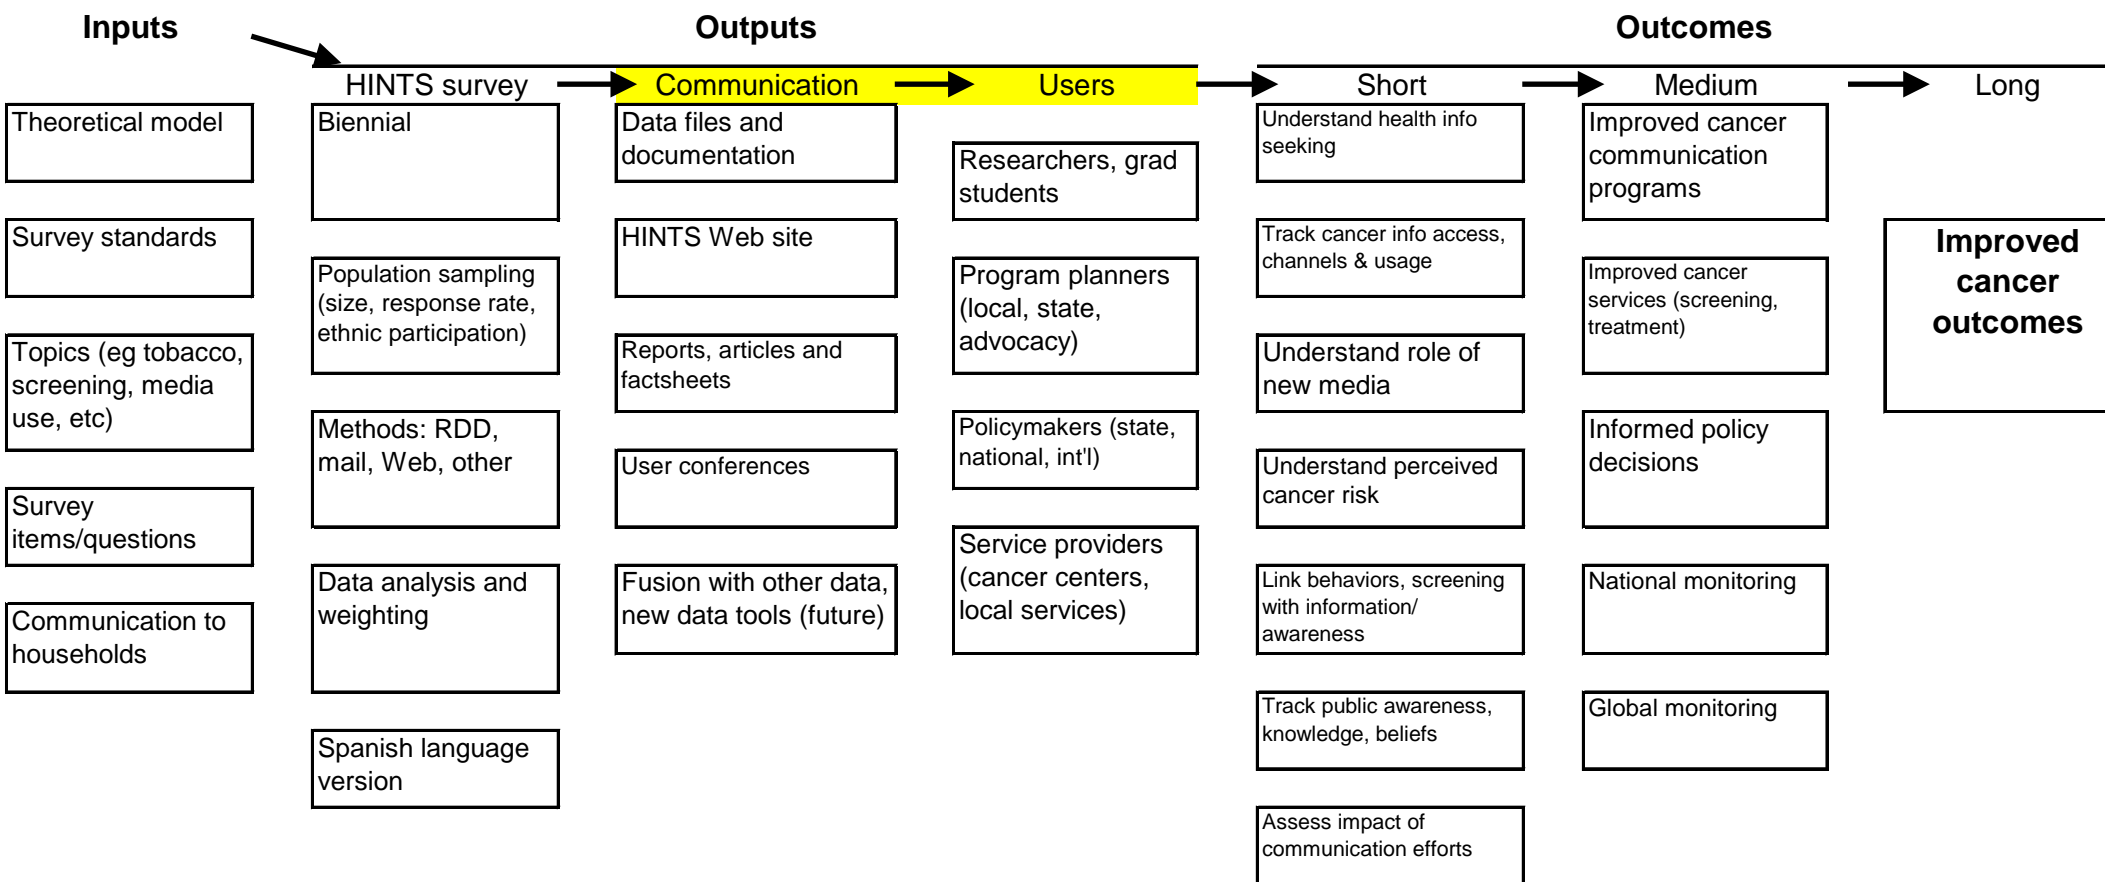 Inputs
Outputs
Outcomes
HINTS survey
Communication
Users
Short
Medium
Long
Theoretical model
Survey standards
Topics (eg tobacco,
screening, media
use, etc)
Survey
items/questions
Communication to
households
Biennial
Population sampling
(size, response rate,
ethnic participation)
Methods: RDD,
mail, Web, other
Data analysis and
weighting
Spanish language
version
Data files and
documentation
HINTS Web site
Reports, articles and
factsheets
User conferences
Fusion with other data,
new data tools (future)
Researchers, grad
students
Program planners
(local, state,
advocacy)
Policymakers (state,
national, int'l)
Service providers
(cancer centers,
local services)
Understand health info
seeking
Track cancer info access,
channels & usage
Understand role of
new media
Understand perceived
cancer risk
Link behaviors, screening
with information/
awareness
Track public awareness,
knowledge, beliefs
Assess impact of
communication efforts
Improved cancer
communication
programs
Improved cancer
services (screening,
treatment)
Informed policy
decisions
National monitoring
Global monitoring
Improved
cancer
outcomes